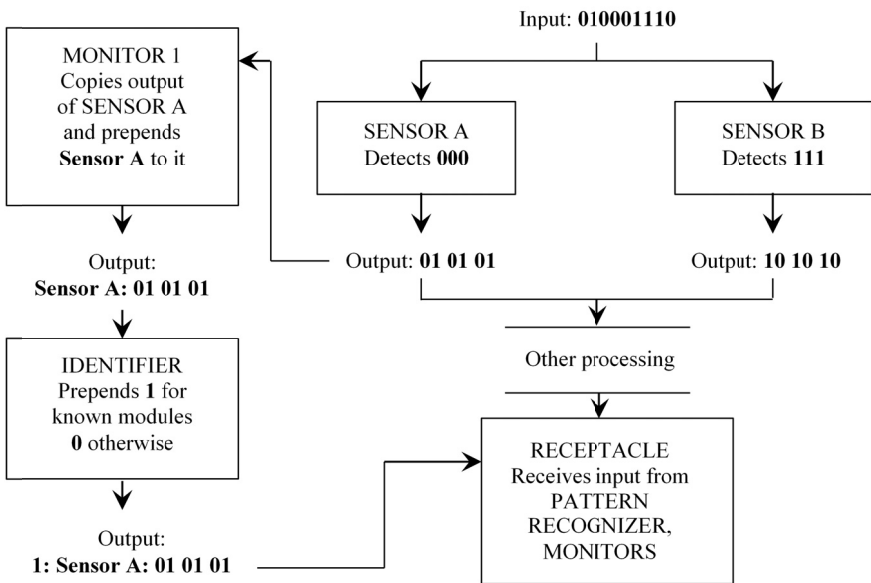 Input: 010001110
MONITOR 1
Copies output
of SENSOR A
and prepends
Sensor A to it
SENSOR A
Detects 000
SENSOR B
Detects 111
Output:
Sensor A: 01 01 01
Output: 01 01 01
Output: 10 10 10
IDENTIFIER
Prepends 1 for
known modules
0 otherwise
Other processing
RECEPTACLE
Receives input from
PATTERN
RECOGNIZER,
MONITORS
Output:
1: Sensor A: 01 01 01